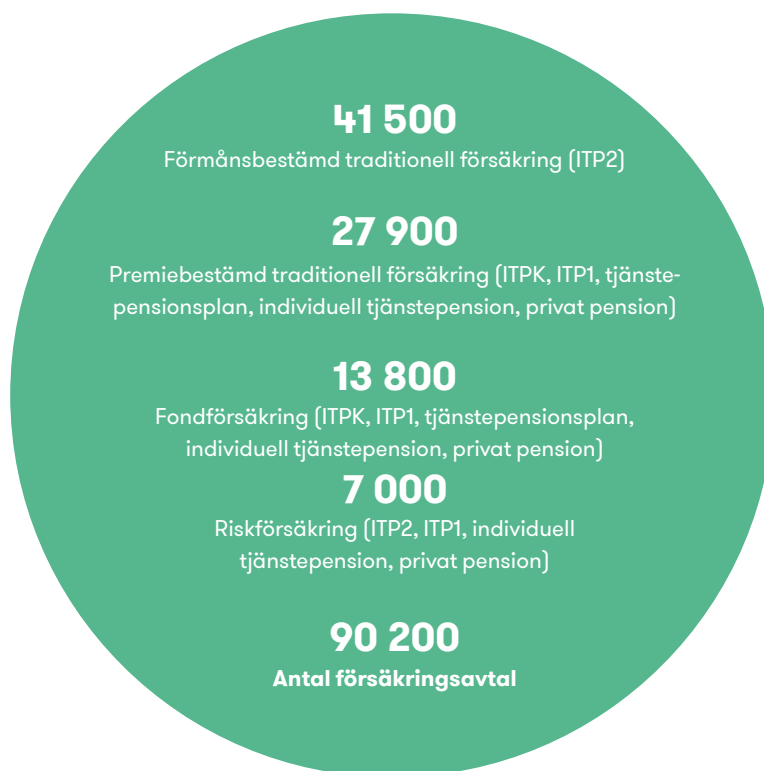 41 500
Förmånsbestämd traditionell försäkring (ITP2)
27 900
Premiebestämd traditionell försäkring (ITPK, ITP1, tjänste-
pensionsplan, individuell tjänstepension, privat pension)
13 800
Fondförsäkring (ITPK, ITP1, tjänstepensionsplan,
individuell tjänstepension, privat pension)
7 000
Riskförsäkring (ITP2, ITP1, individuell
tjänstepension, privat pension)
90 200
Antal försäkringsavtal